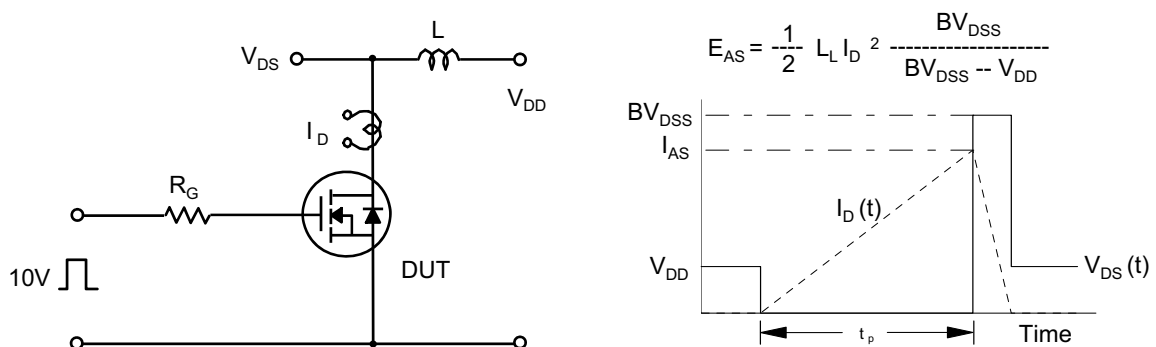 L
V_DS
V_DD
I_D
R_G
10V
DUT
E_AS = 1/2 L_L I_D ² BV_DSS / BV_DSS -- V_DD
BV_DSS
I_AS
I_D (t)
V_DD
V_DS (t)
t_p
Time